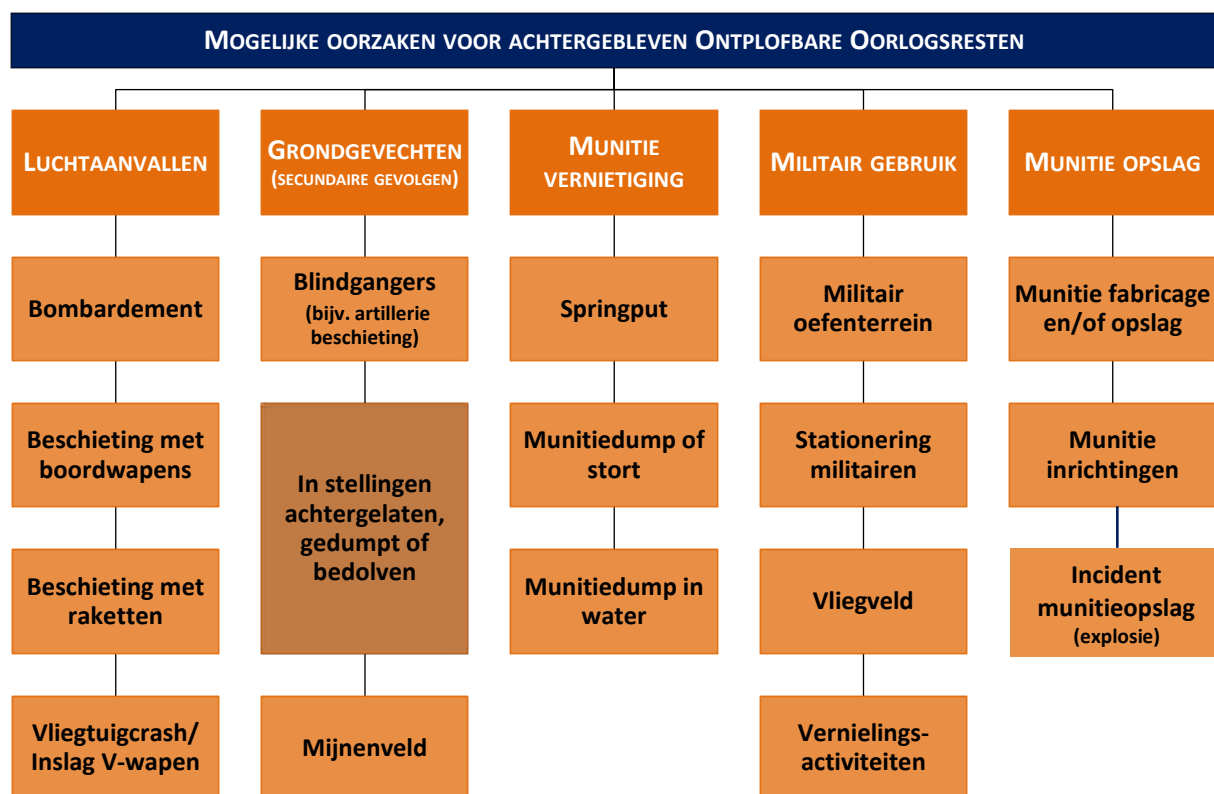 MOGELIJKE OORZAKEN VOOR ACHTERGEBLEVEN ONTPLOFBARE OORLOGSRESTEN
LUCHTAANVALLEN
Bombardement
Beschieting met
boordwapens
Beschieting met
raketten
Vliegtuigcrash/
Inslag V-wapen
GRONDGEVECHTEN
(SECUNDAIRE GEVOLGEN)
Blindgangers
(bijv. artillerie
beschieting)
In stellingen
achtergelaten,
gedumpt of
bedolven
Mijnenveld
MUNITIE
VERNIETIGING
Springput
Munitiedump of
stort
Munitiedump in
water
MILITAIR GEBRUIK
Militair
oefenterrein
Stationering
militairen
Vliegveld
Vernielings-
activiteiten
MUNITIE OPSLAG
Munitie fabricage
en/of opslag
Munitie
inrichtingen
Incident
munitieopslag
(explosie)